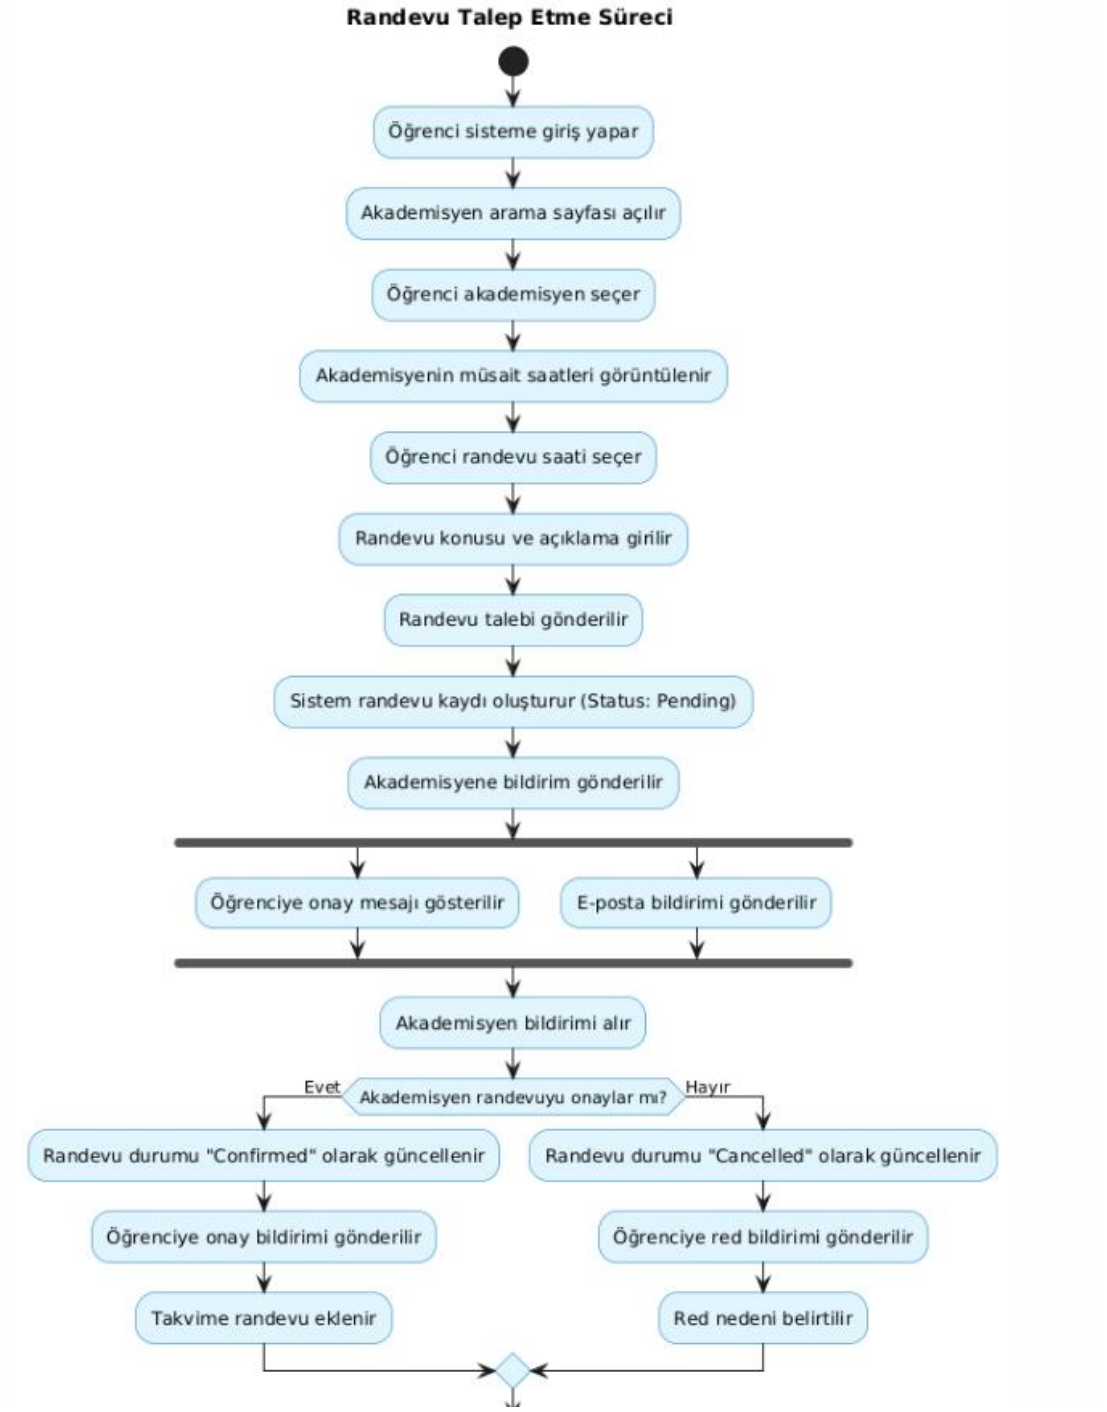 Randevu Talep Etme Süreci
Öğrenci sisteme giriş yapar
Akademisyen arama sayfası açılır
Öğrenci akademisyen seçer
Akademisyenin müsait saatleri görüntülenir
Öğrenci randevu saati seçer
Randevu konusu ve açıklama girilir
Randevu talebi gönderilir
Sistem randevu kaydı oluşturur (Status: Pending)
Akademisyene bildirim gönderilir
Öğrenciye onay mesajı gösterilir
E-posta bildirimi gönderilir
Akademisyen bildirimi alır
Evet
Akademisyen randevuyu onaylar mı?
Hayır
Randevu durumu "Confirmed" olarak güncellenir
Randevu durumu "Cancelled" olarak güncellenir
Öğrenciye onay bildirimi gönderilir
Öğrenciye red bildirimi gönderilir
Takvime randevu eklenir
Red nedeni belirtilir